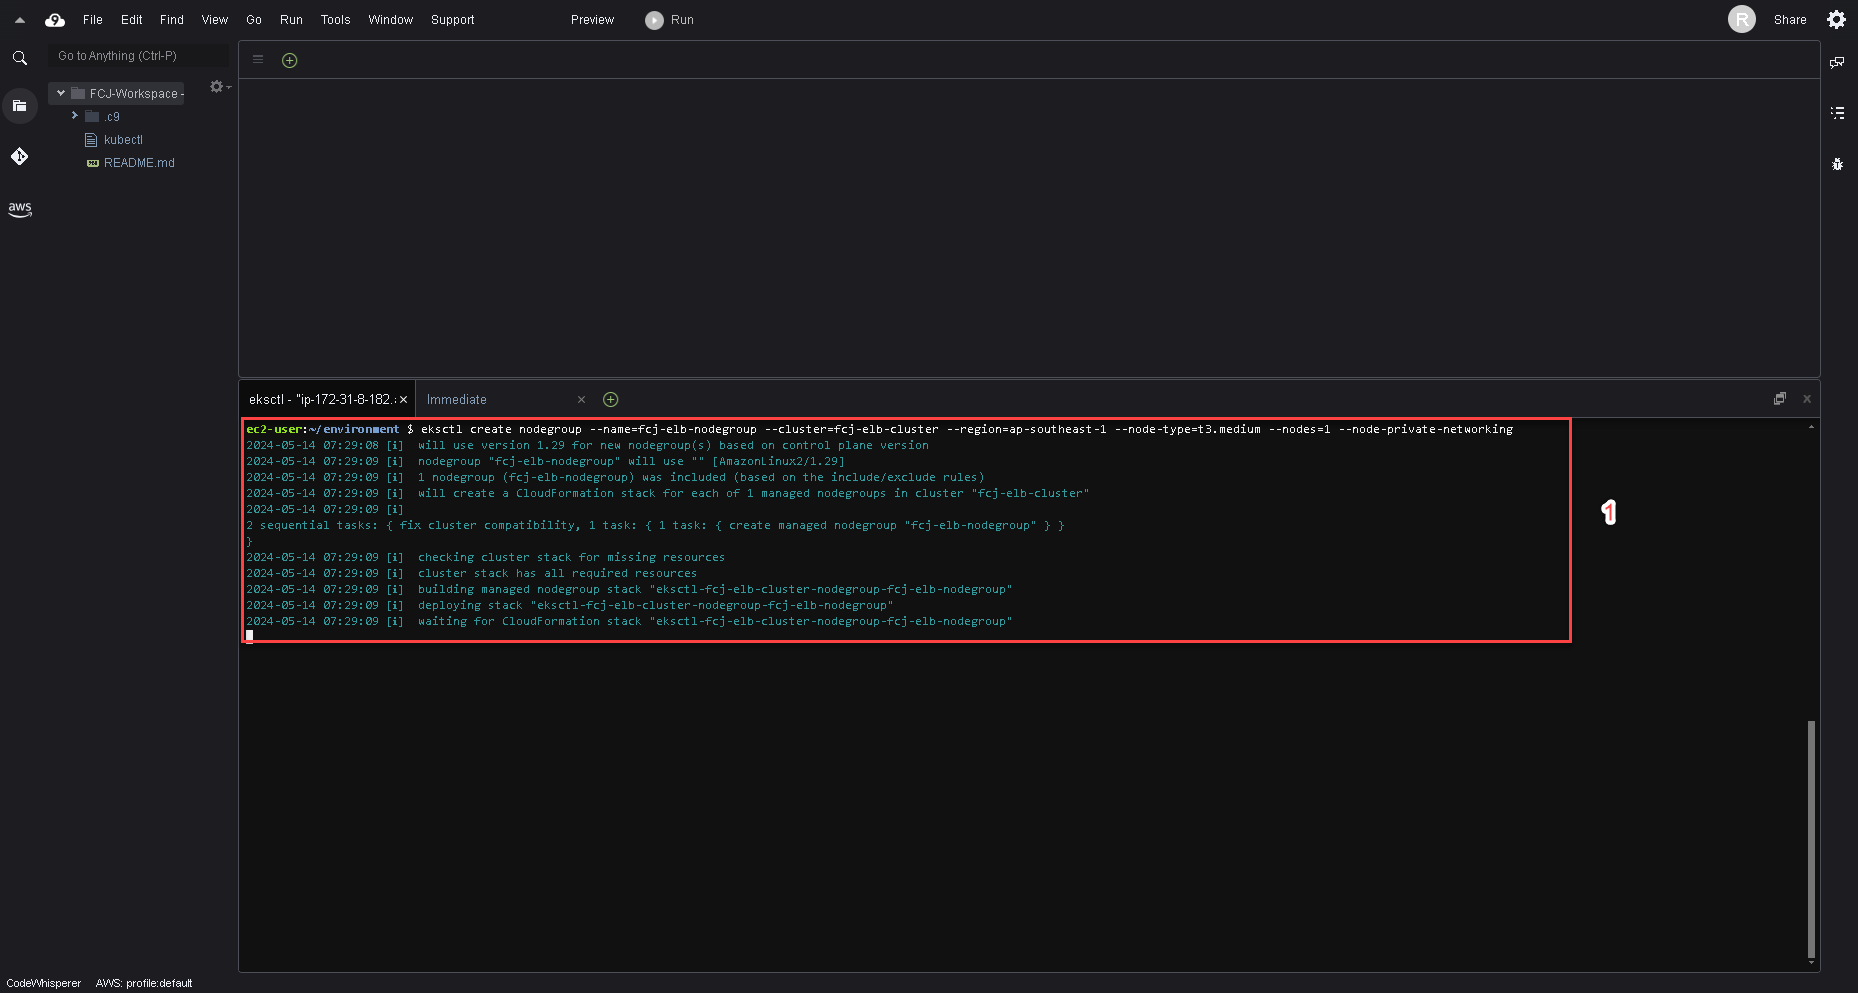 File Edit Find View Go Run Tools Window Support Preview Run R Share
Go to Anything (Ctrl-P)
FCJ-Workspace -
.c9
kubectl
README.md
aws
eksctl - "ip-172-31-8-182.
Immediate
ec2-user:~/environment $ eksctl create nodegroup --name=fcj-elb-nodegroup --cluster=fcj-elb-cluster --region=ap-southeast-1 --node-type=t3.medium --nodes=1 --node-private-networking
2024-05-14 07:29:08 [i]  will use version 1.29 for new nodegroup(s) based on control plane version
2024-05-14 07:29:09 [i]  nodegroup "fcj-elb-nodegroup" will use "" [AmazonLinux2/1.29]
2024-05-14 07:29:09 [i]  1 nodegroup (fcj-elb-nodegroup) was included (based on the include/exclude rules)
2024-05-14 07:29:09 [i]  will create a CloudFormation stack for each of 1 managed nodegroups in cluster "fcj-elb-cluster"
2024-05-14 07:29:09 [i]
2 sequential tasks: { fix cluster compatibility, 1 task: { 1 task: { create managed nodegroup "fcj-elb-nodegroup" } }
}
2024-05-14 07:29:09 [i]  checking cluster stack for missing resources
2024-05-14 07:29:09 [i]  cluster stack has all required resources
2024-05-14 07:29:09 [i]  building managed nodegroup stack "eksctl-fcj-elb-cluster-nodegroup-fcj-elb-nodegroup"
2024-05-14 07:29:09 [i]  deploying stack "eksctl-fcj-elb-cluster-nodegroup-fcj-elb-nodegroup"
2024-05-14 07:29:09 [i]  waiting for CloudFormation stack "eksctl-fcj-elb-cluster-nodegroup-fcj-elb-nodegroup"
1
CodeWhisperer AWS: profile:default